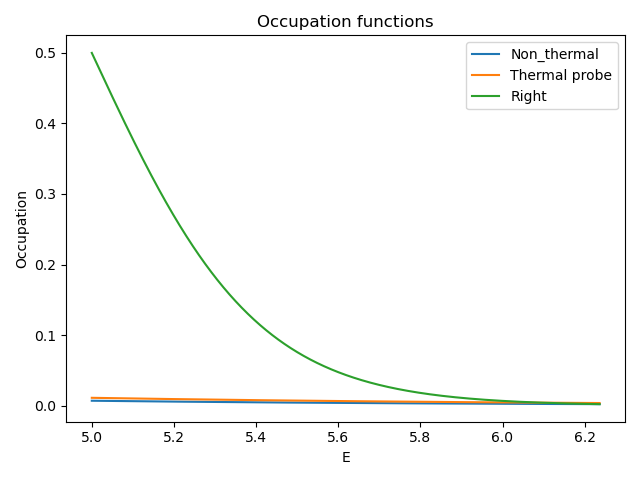 Occupation functions
Non_thermal
Thermal probe
Right
Occupation
0.5
0.4
0.3
0.2
0.1
0.0
5.0 5.2 5.4 5.6 5.8 6.0 6.2
E